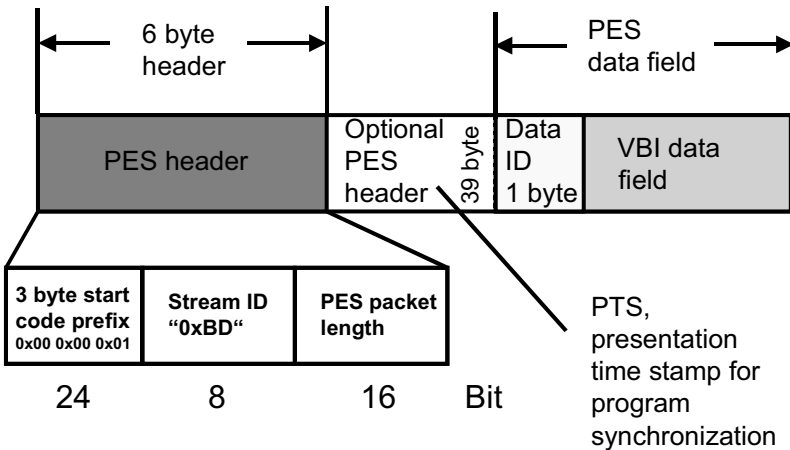 6 byte
header
PES
data field
PES header
Optional
PES
header
39 byte
Data
ID
1 byte
VBI data
field
3 byte start
code prefix
0x00 0x00 0x01
Stream ID
“0xBD“
PES packet
length
24
8
16
Bit
PTS,
presentation
time stamp for
program
synchronization